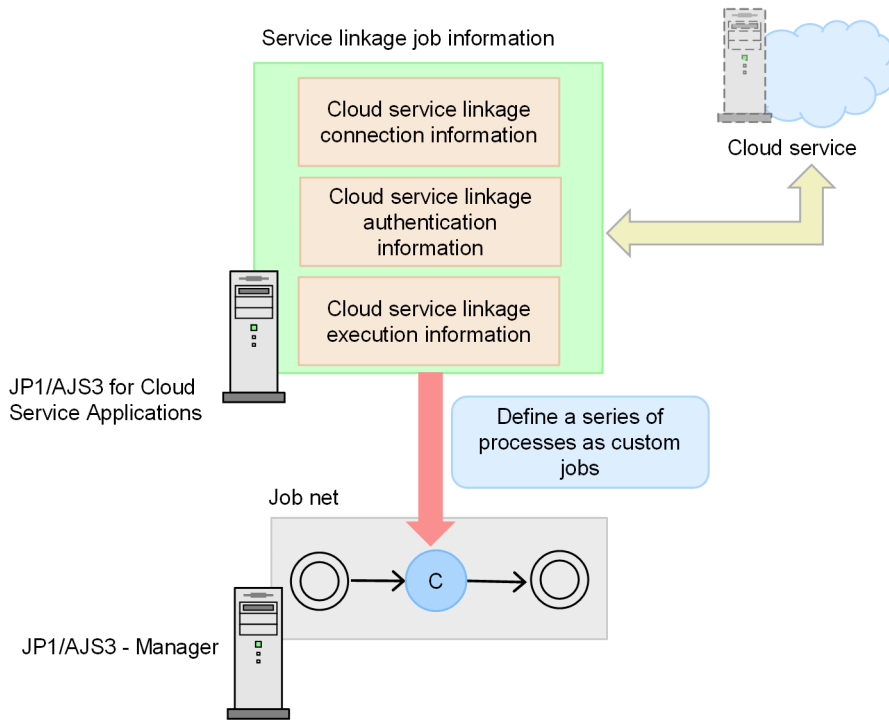 Service linkage job information
Cloud service linkage
connection information
Cloud service
Cloud service linkage
authentication
information
Cloud service linkage
execution information
JP1/AJS3 for Cloud
Service Applications
Define a series of
processes as custom
jobs
Job net
C
JP1/AJS3 - Manager